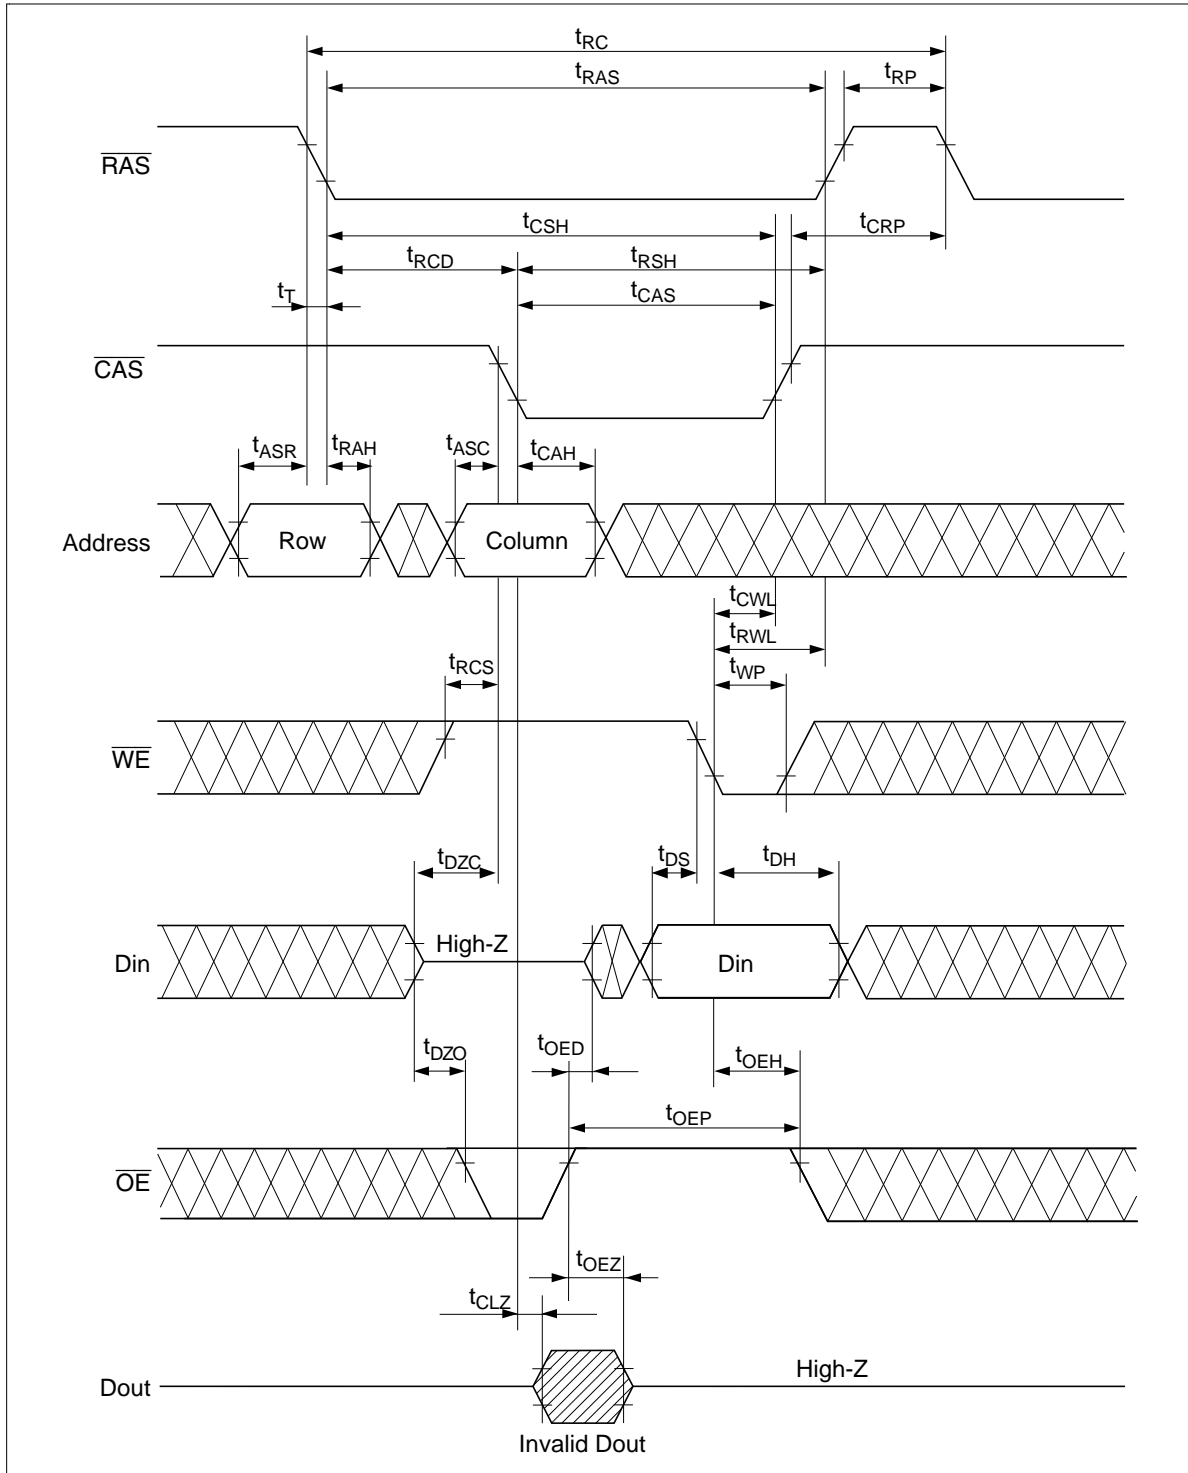 tRC
tRAS
tRP
RAS
tCSH
tCRP
tRCD
tRSH
tT
tCAS
CAS
tASR
tRAH
tASC
tCAH
Address
Row
Column
tCWL
tRWL
tRCS
tWP
WE
tDZC
tDS
tDH
High-Z
Din
Din
tDZO
tOED
tOEH
tOEP
OE
tOEZ
tCLZ
High-Z
Dout
Invalid Dout